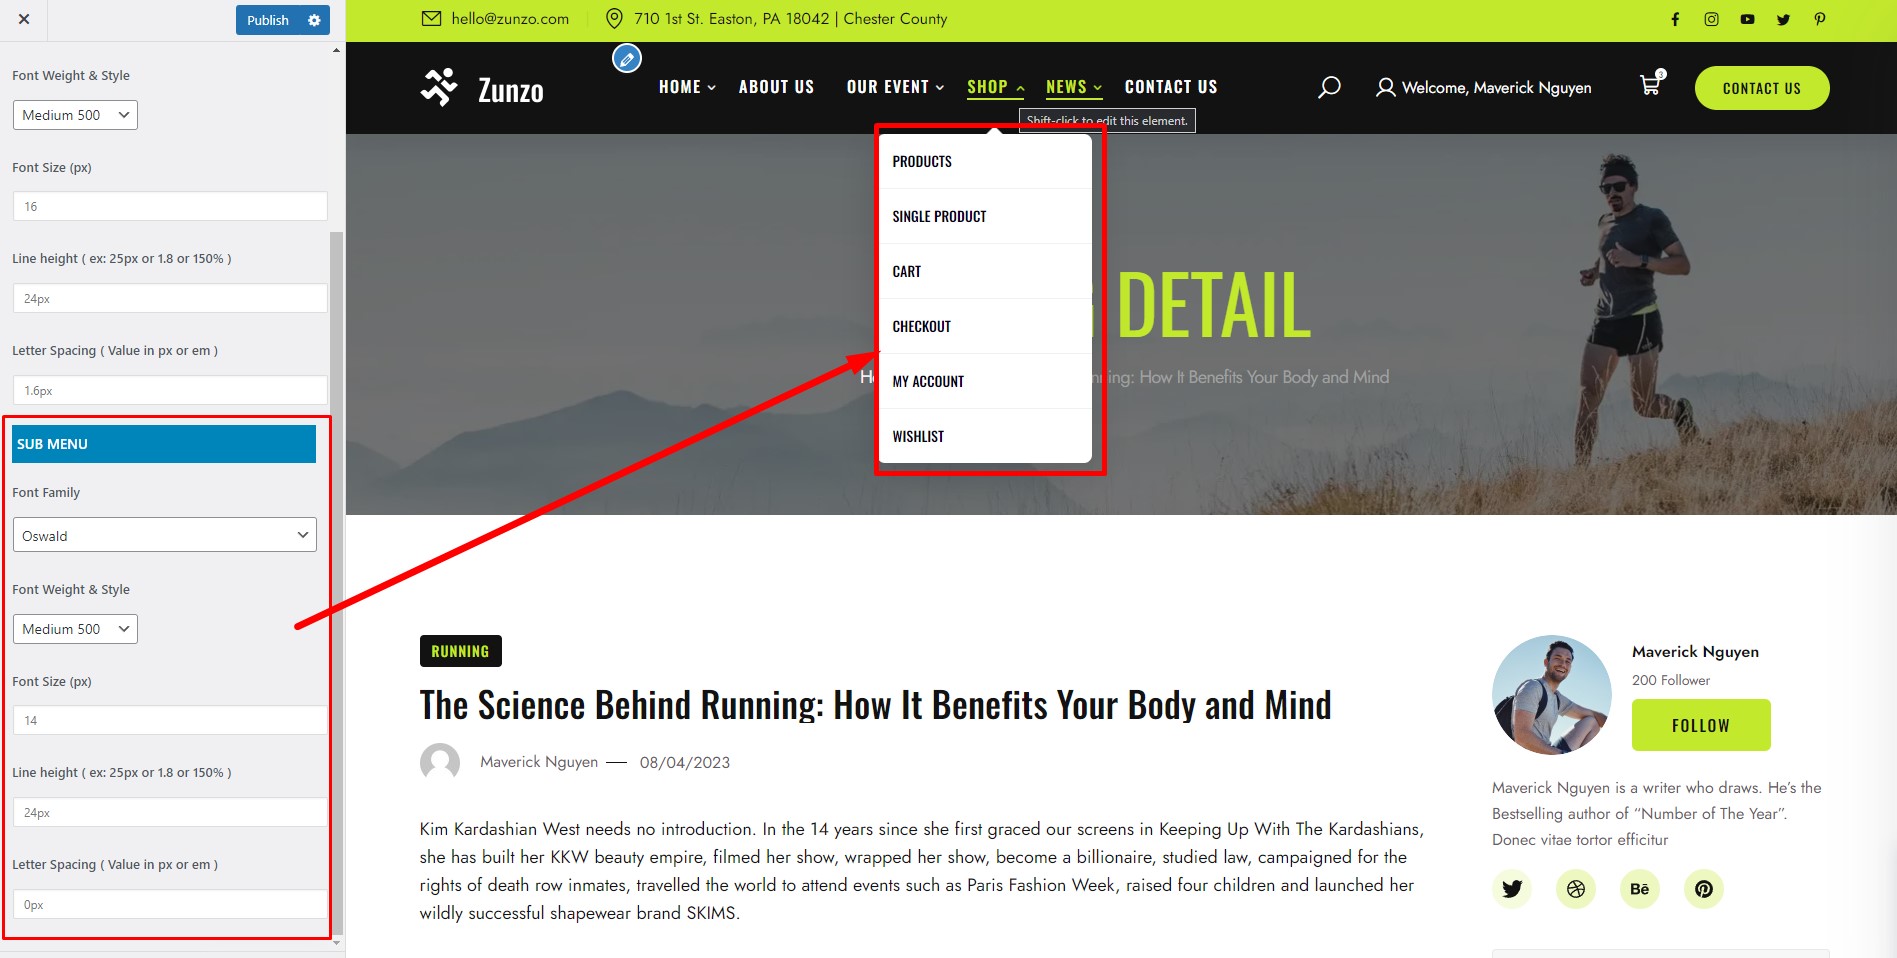 Publish
Font Weight & Style
Medium 500
Font Size (px)
16
Line height ( ex: 25px or 1.8 or 150% )
24px
Letter Spacing ( Value in px or em )
1.6px
SUB MENU
Font Family
Oswald
Font Weight & Style
Medium 500
Font Size (px)
14
Line height ( ex: 25px or 1.8 or 150% )
24px
Letter Spacing ( Value in px or em )
0px
hello@zunzo.com
710 1st St. Easton, PA 18042 | Chester County
Zunzo
HOME
ABOUT US
OUR EVENT
SHOP
NEWS
CONTACT US
Welcome, Maverick Nguyen
3
CONTACT US
Shift-click to edit this element.
PRODUCTS
SINGLE PRODUCT
CART
CHECKOUT
MY ACCOUNT
WISHLIST
DETAIL
How It Benefits Your Body and Mind
RUNNING
The Science Behind Running: How It Benefits Your Body and Mind
Maverick Nguyen — 08/04/2023
Kim Kardashian West needs no introduction. In the 14 years since she first graced our screens in Keeping Up With The Kardashians,
she has built her KKW beauty empire, filmed her show, wrapped her show, become a billionaire, studied law, campaigned for the
rights of death row inmates, travelled the world to attend events such as Paris Fashion Week, raised four children and launched her
wildly successful shapewear brand SKIMS.
Maverick Nguyen
200 Follower
FOLLOW
Maverick Nguyen is a writer who draws. He’s the
Bestselling author of “Number of The Year”.
Donec vitae tortor efficitur
Bē